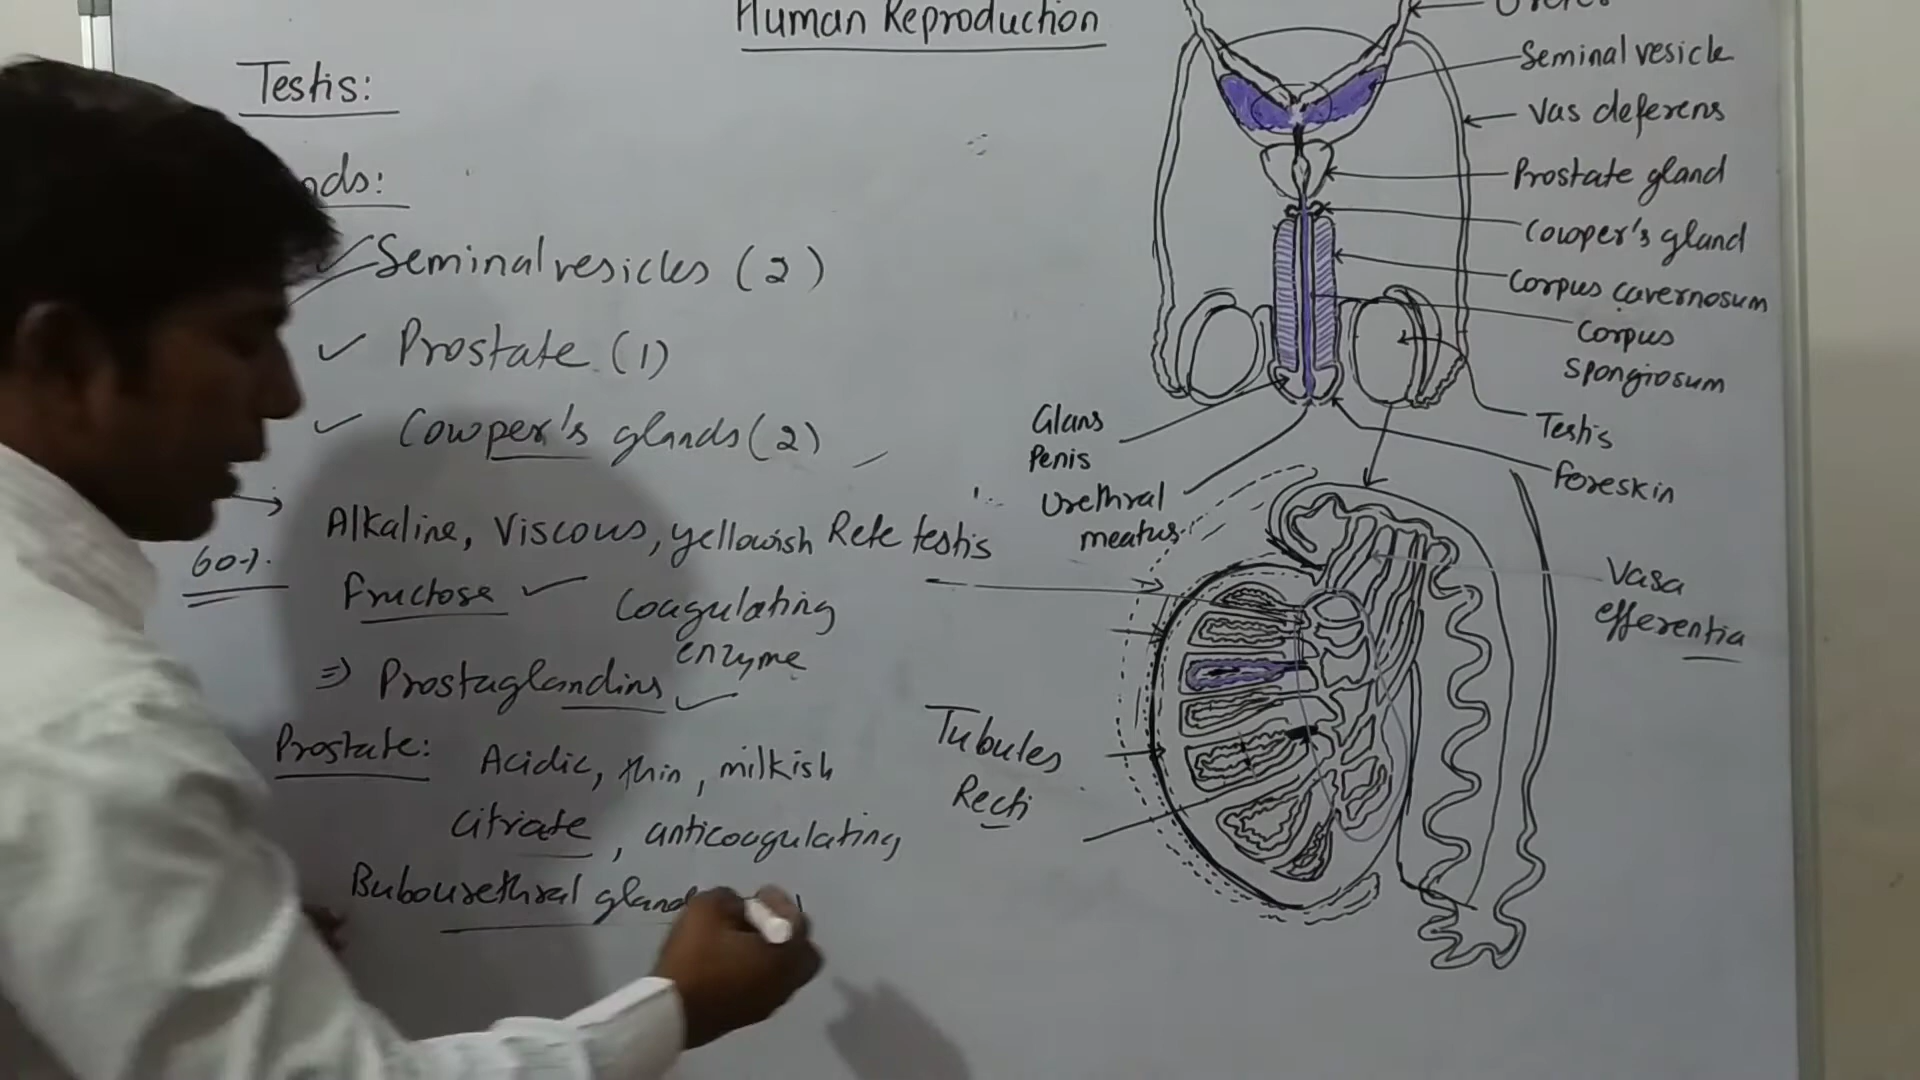 Human Reproduction
Testis:
Seminal vesicles (2)
Prostate (1)
Cowper's glands (2)
Alkaline, Viscous, yellowish
60%.
Fructose
Coagulating
enzyme
⇒ Prostaglandins
Prostate: Acidic, thin, milkish
Citrate, anticoagulating
Bubourethral gland
Seminal vesicle
Vas deferens
Prostate gland
Cowper's gland
Corpus cavernosum
Corpus
Spongiosum
Testis
Foreskin
Glans
Penis
Urethral
meatus
Rete testis
Vasa
efferentia
Tubules
Recti